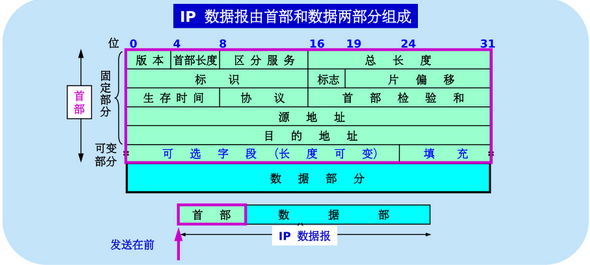 IP 数据报由首部和数据两部分组成
位 0 4 8 16 19 24 31
版 本 首部长度 区 分 服 务 总 长 度
标 识 标志 片 偏 移
生 存 时 间 协 议 首 部 检 验 和
源 地 址
目 的 地 址
可 选 字 段 (长 度 可 变) 填 充
数 据 部 分
首部
固定部分
可变部分
首 部 数 据 部
IP 数据报
发送在前